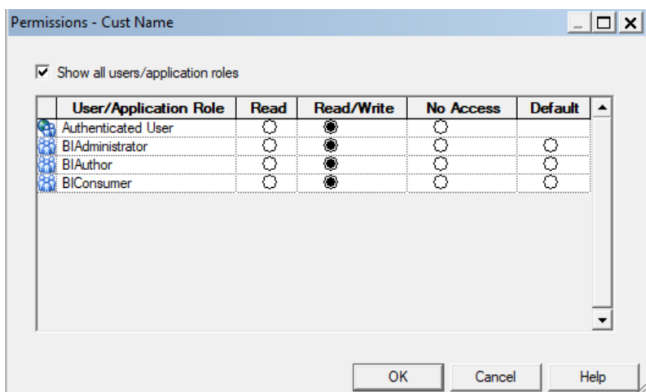 Permissions - Cust Name
Show all users/application roles
User/Application Role Read Read/Write No Access Default
Authenticated User
BIAdministrator
BIAuthor
BIConsumer
OK Cancel Help